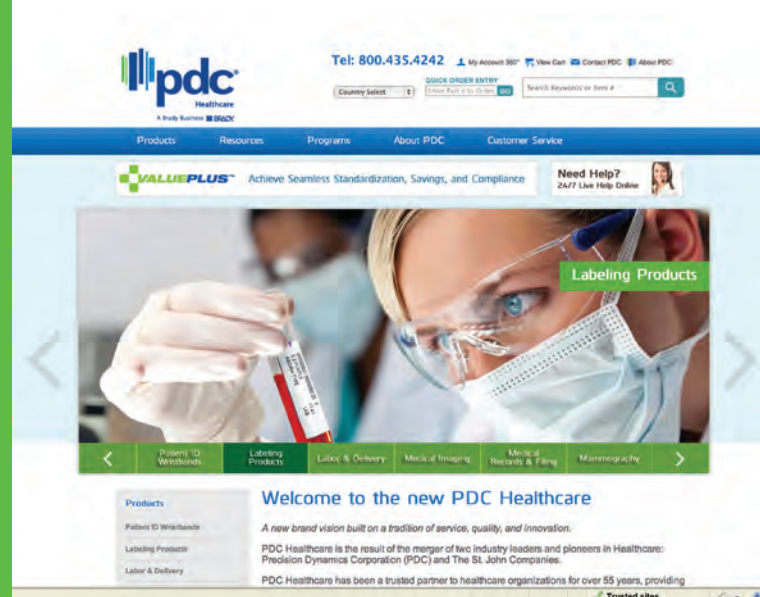 Tel: 800.435.4242
My Account 360° View Cart Contact PDC About PDC
pdc
Healthcare
A Brady Business BRADY
Country Select
QUICK ORDER ENTRY
Enter Part # to Order GO
Search Keywords or Item #
Products Resources Programs About PDC Customer Service
VALUEPLUS™ Achieve Seamless Standardization, Savings, and Compliance
Need Help?
24/7 Live Help Online
Labeling Products
Patient ID Wristbands
Labeling Products
Labor & Delivery
Medical Imaging
Medical Records & Filing
Mammography
Welcome to the new PDC Healthcare
Products
Patient ID Wristbands
Labeling Products
Labor & Delivery
A new brand vision built on a tradition of service, quality, and innovation.
PDC Healthcare is the result of the merger of two industry leaders and pioneers in Healthcare:
Precision Dynamics Corporation (PDC) and The St. John Companies.
PDC Healthcare has been a trusted partner to healthcare organizations for over 55 years, providing
Trusted sites